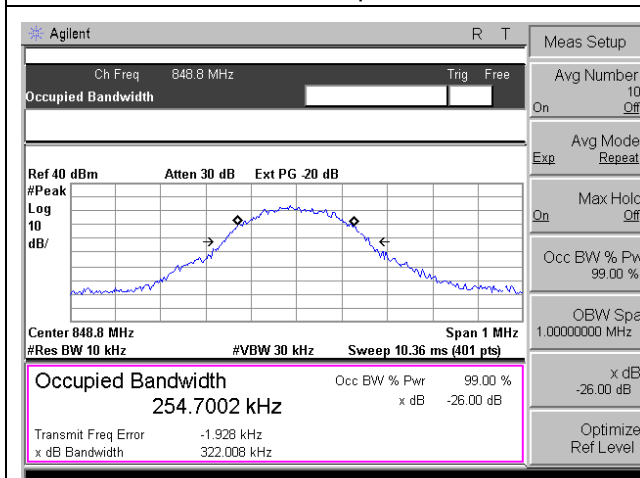 Agilent R T
Ch Freq 848.8 MHz Trig Free
Occupied Bandwidth
Ref 40 dBm Atten 30 dB Ext PG -20 dB
#Peak
Log
10
dB/
Center 848.8 MHz Span 1 MHz
#Res BW 10 kHz #VBW 30 kHz Sweep 10.36 ms (401 pts)
Occupied Bandwidth
254.7002 kHz
Occ BW % Pwr 99.00 %
x dB -26.00 dB
Transmit Freq Error -1.928 kHz
x dB Bandwidth 322.008 kHz
Meas Setup
Avg Number
10
On Off
Avg Mode
Exp Repeat
Max Hold
On Off
Occ BW % Pw
99.00 %
OBW Spa
1.00000000 MHz
x dB
-26.00 dB
Optimize
Ref Level